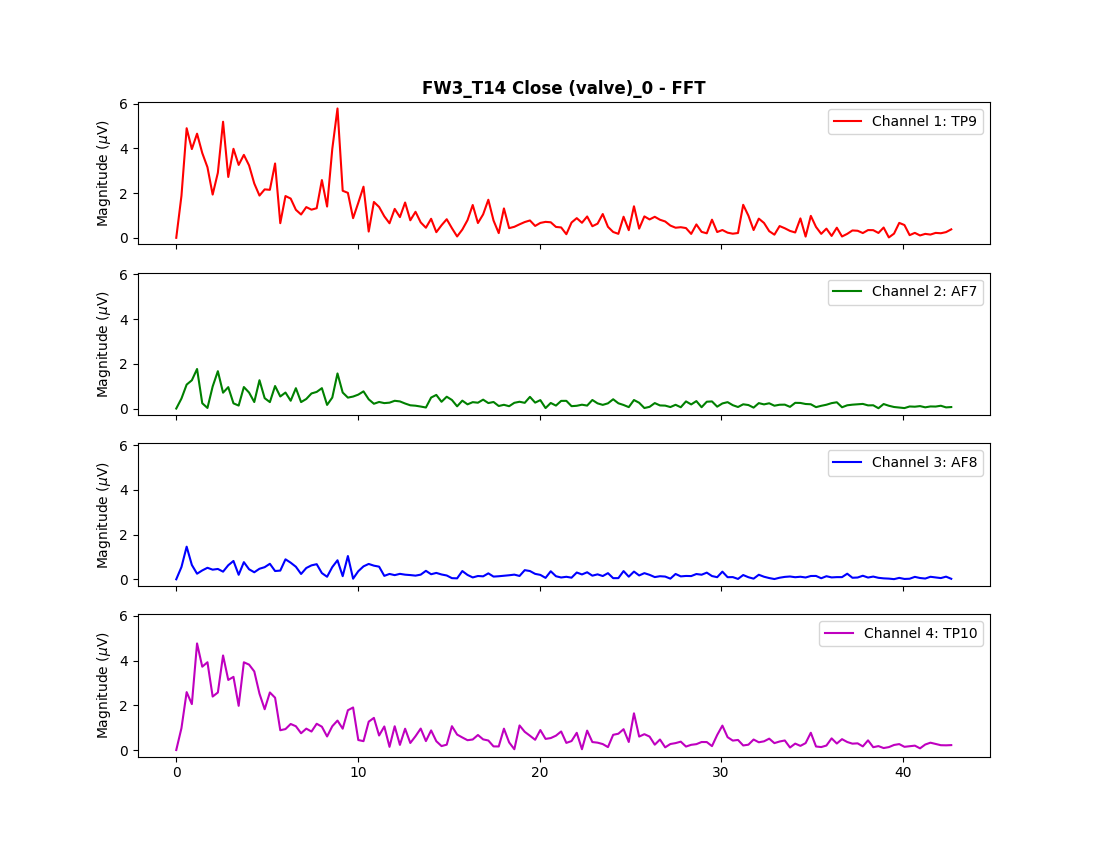 FW3_T14 Close (valve)_0 - FFT
6
4
2
0
Magnitude (μV)
Channel 1: TP9
6
4
2
0
Magnitude (μV)
Channel 2: AF7
6
4
2
0
Magnitude (μV)
Channel 3: AF8
6
4
2
0
Magnitude (μV)
Channel 4: TP10
0 10 20 30 40